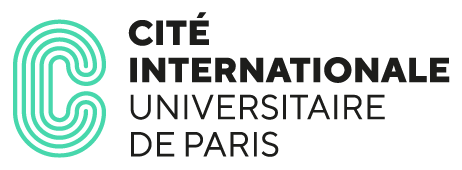 CITÉ
INTERNATIONALE
UNIVERSITAIRE
DE PARIS